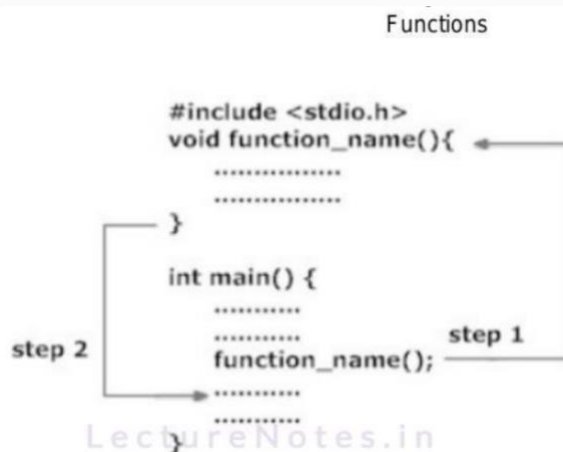 Functions
#include <stdio.h>
void function_name(){
................
................
}
int main() {
...........
...........
function_name();
step 1
step 2
...........
...........
}
LectureNotes.in